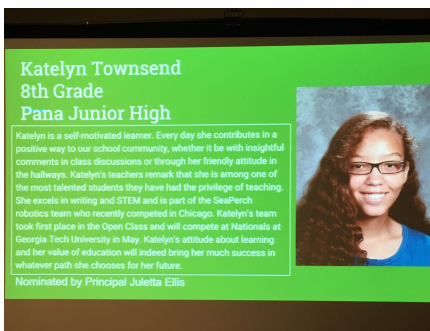 Katelyn Townsend
8th Grade
Pana Junior High
Katelyn is a self-motivated learner. Every day she contributes in a
positive way to our school community, whether it be with insightful
comments in class discussions or through her friendly attitude in
the hallways. Katelyn's teachers remark that she is among one of
the most talented students they have had the privilege of teaching.
She excels in writing and STEM and is part of the SeaPerch
robotics team who recently competed in Chicago. Katelyn's team
took first place in the Open Class and will compete at Nationals at
Georgia Tech University in May. Katelyn's attitude about learning
and her value of education will indeed bring her much success in
whatever path she chooses for her future.
Nominated by Principal Juletta Ellis